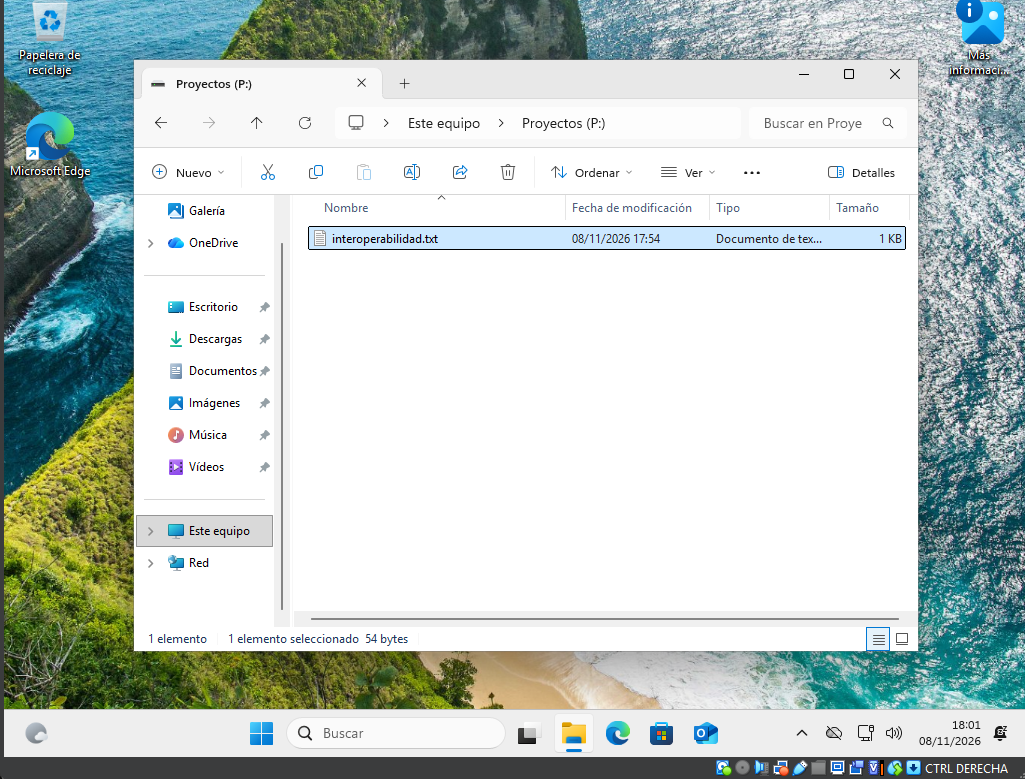 Papelera de
reciclaje
Más
informaci...
Microsoft Edge
Proyectos (P:)
Este equipo
Proyectos (P:)
Buscar en Proye
Nuevo
Ordenar
Ver
Detalles
Nombre
Fecha de modificación
Tipo
Tamaño
interoperabilidad.txt
08/11/2026 17:54
Documento de tex...
1 KB
Galería
OneDrive
Escritorio
Descargas
Documentos
Imágenes
Música
Vídeos
Este equipo
Red
1 elemento
1 elemento seleccionado 54 bytes
Buscar
18:01
08/11/2026
CTRL DERECHA